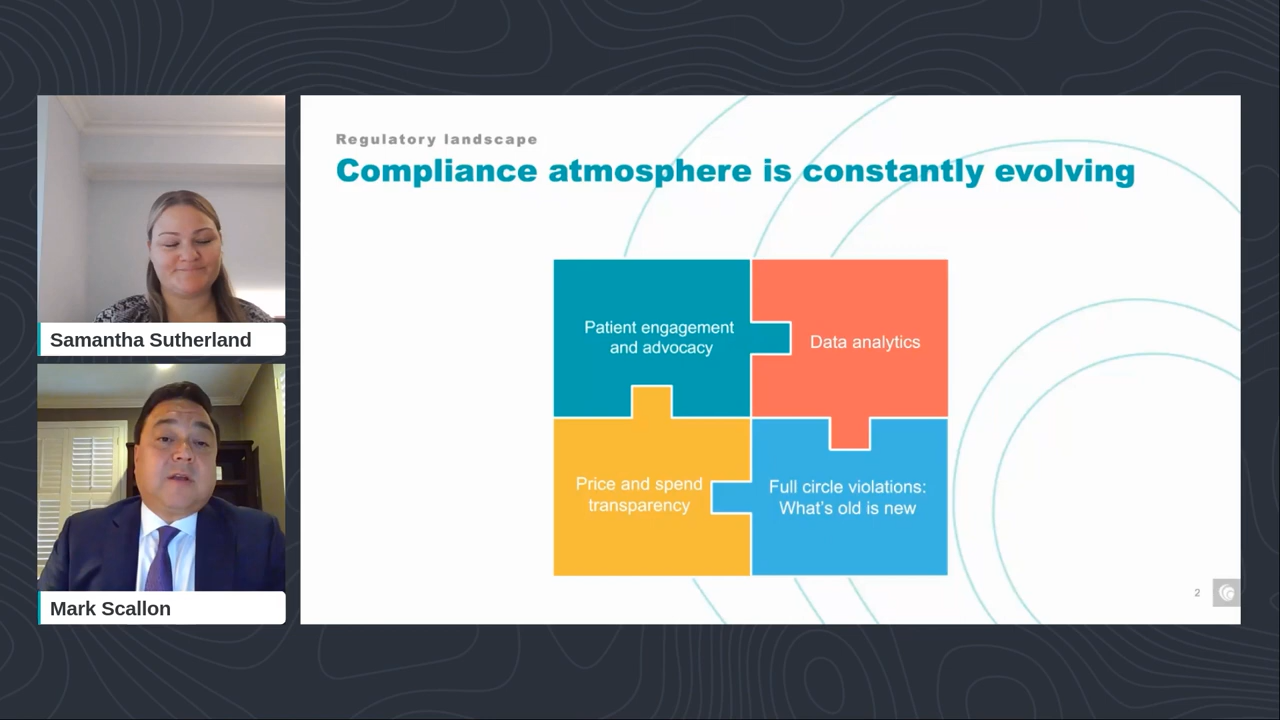 Regulatory landscape
Compliance atmosphere is constantly evolving
Patient engagement
and advocacy
Data analytics
Price and spend
transparency
Full circle violations:
What's old is new
2
Samantha Sutherland
Mark Scallon